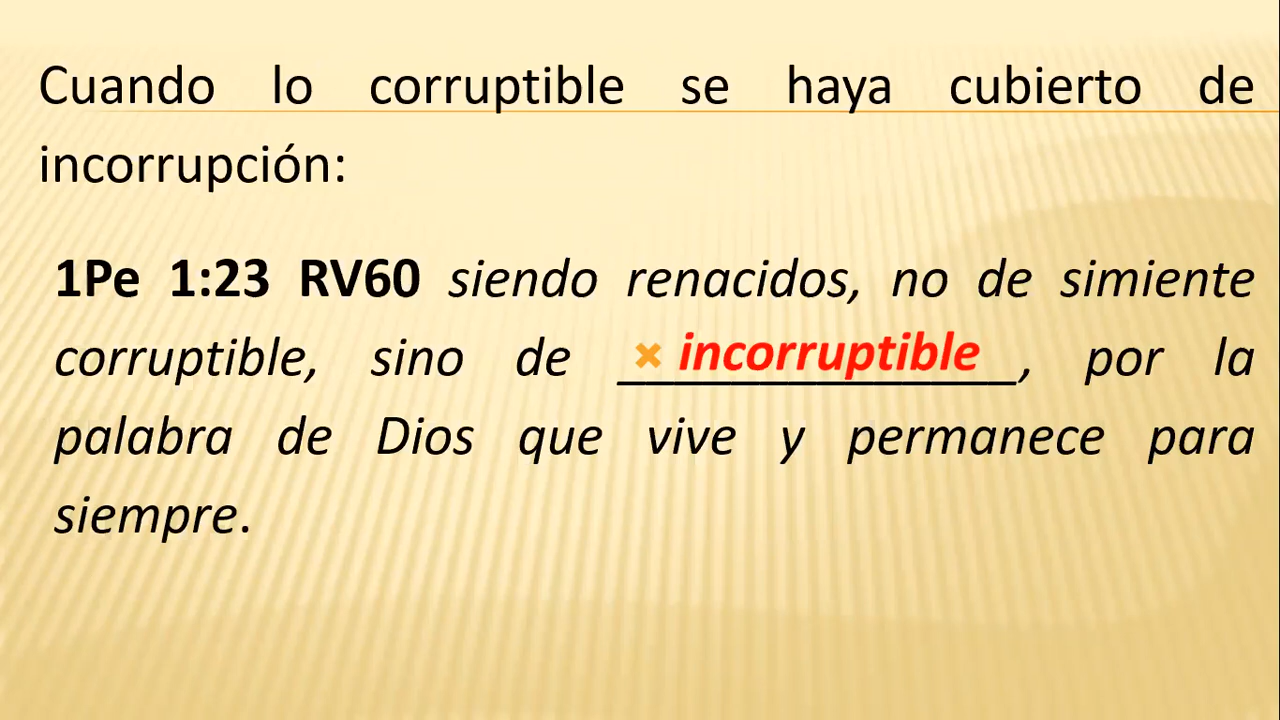 Cuando lo corruptible se haya cubierto de
incorrupción:
1Pe 1:23 RV60 siendo renacidos, no de simiente
corruptible, sino de incorruptible, por la
palabra de Dios que vive y permanece para
siempre.